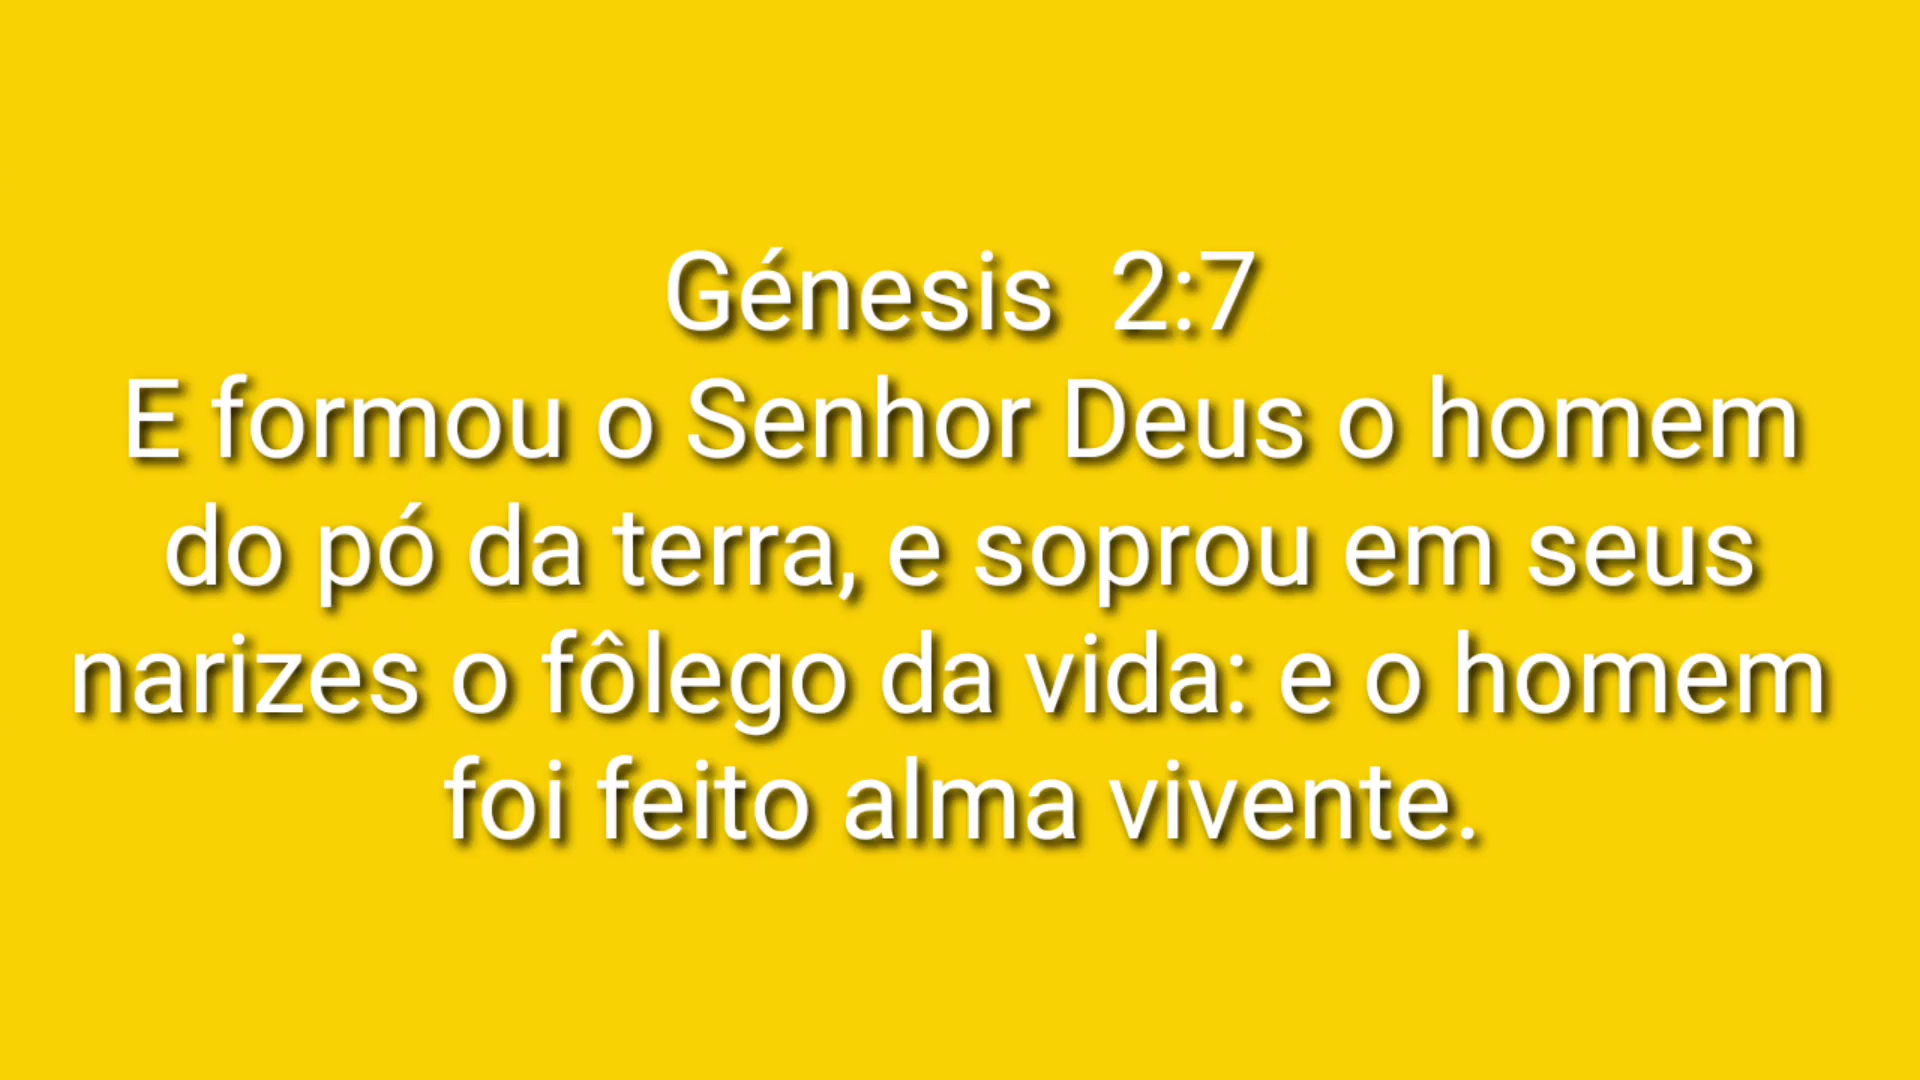 Génesis  2:7
E formou o Senhor Deus o homem
do pó da terra, e soprou em seus
narizes o fôlego da vida: e o homem
foi feito alma vivente.